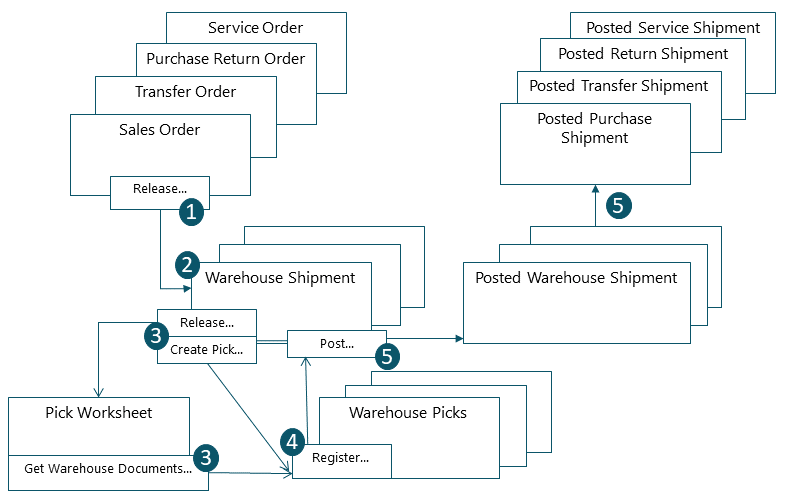 Service Order
Purchase Return Order
Transfer Order
Sales Order
Release...
1
Posted Service Shipment
Posted Return Shipment
Posted Transfer Shipment
Posted Purchase
Shipment
5
2
Warehouse Shipment
Release...
3
Create Pick...
Post...
5
Posted Warehouse Shipment
Pick Worksheet
Get Warehouse Documents...
3
Warehouse Picks
4
Register...